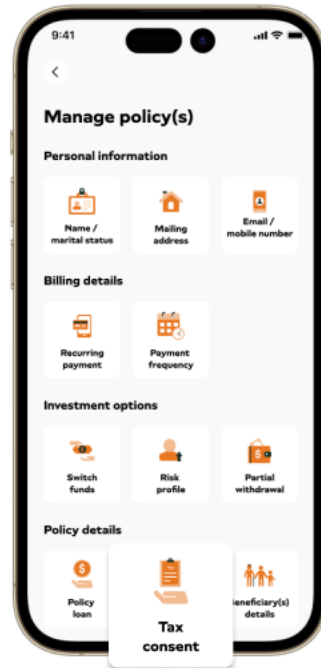 9:41
Manage policy(s)
Personal information
Name /
marital status
Mailing
address
Email /
mobile number
Billing details
Recurring
payment
Payment
frequency
Investment options
Switch
funds
Risk
profile
Partial
withdrawal
Policy details
Policy
loan
Tax
consent
eneficiary(s)
details